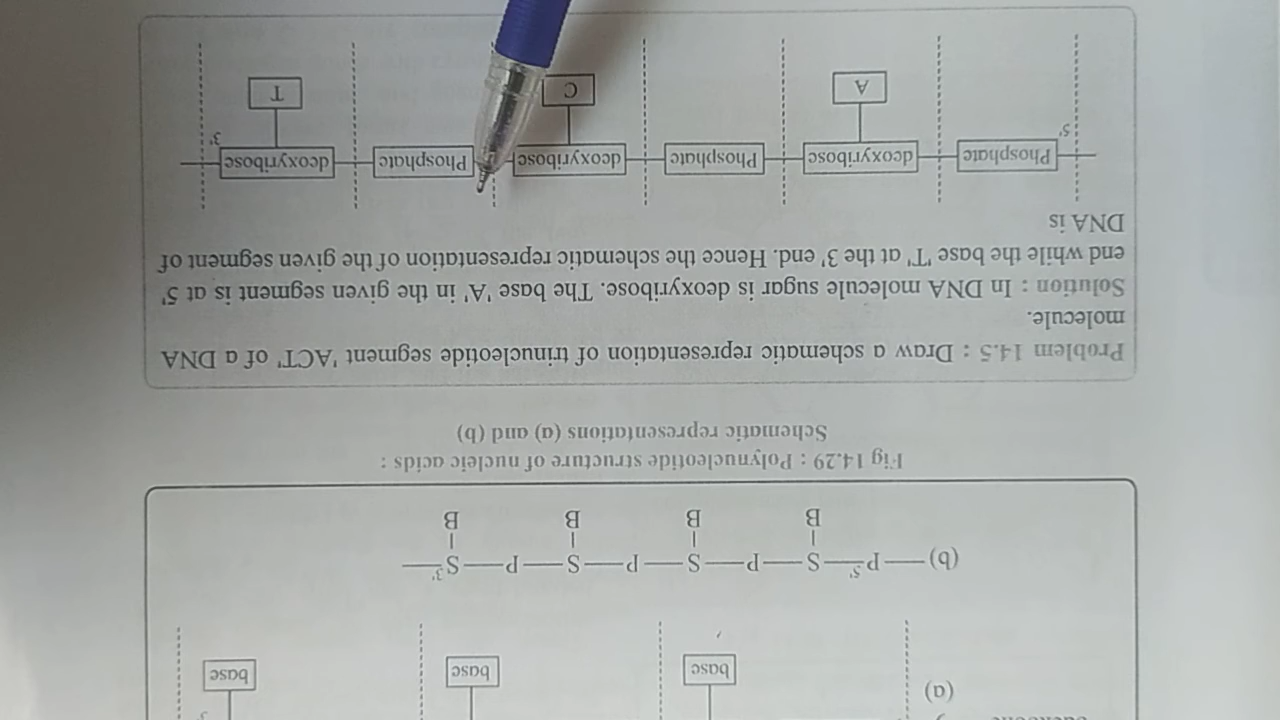 backbone
(a)
base base base
(b) P 5' S P S P S P S 3'
B B B B
Fig 14.29 : Polynucleotide structure of nucleic acids :
Schematic representations (a) and (b)
Problem 14.5 : Draw a schematic representation of trinucleotide segment 'ACT' of a DNA
molecule.
Solution : In DNA molecule sugar is deoxyribose. The base 'A' in the given segment is at 5'
end while the base 'T' at the 3' end. Hence the schematic representation of the given segment of
DNA is
5' Phosphate deoxyribose Phosphate deoxyribose Phosphate deoxyribose 3'
A C T